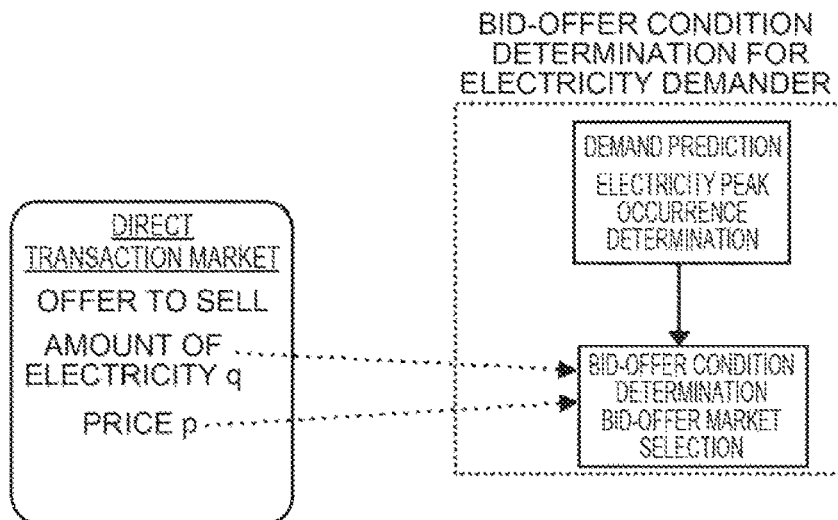 BID-OFFER CONDITION
DETERMINATION FOR
ELECTRICITY DEMANDER
DEMAND PREDICTION
ELECTRICITY PEAK
OCCURRENCE
DETERMINATION
DIRECT
TRANSACTION MARKET
OFFER TO SELL
AMOUNT OF
ELECTRICITY q
PRICE p
BID-OFFER CONDITION
DETERMINATION
BID-OFFER MARKET
SELECTION